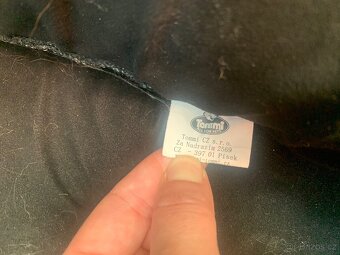 Tommi
Tommi CZ s.r.o.
Za Nadrazim 2569
CZ - 397 01 Pisek